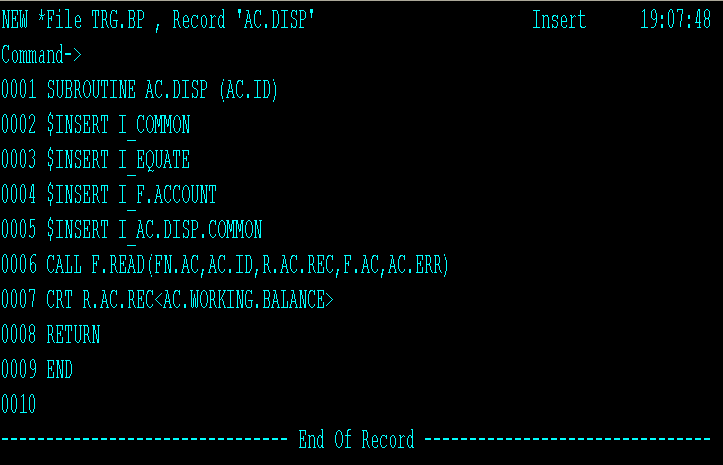 NEW *File TRG.BP , Record 'AC.DISP' Insert 19:07:48
Command->
0001 SUBROUTINE AC.DISP (AC.ID)
0002 $INSERT I_COMMON
0003 $INSERT I_EQUATE
0004 $INSERT I_F.ACCOUNT
0005 $INSERT I_AC.DISP.COMMON
0006 CALL F.READ(FN.AC,AC.ID,R.AC.REC,F.AC,AC.ERR)
0007 CRT R.AC.REC<AC.WORKING.BALANCE>
0008 RETURN
0009 END
0010
-------------------------------- End Of Record --------------------------------